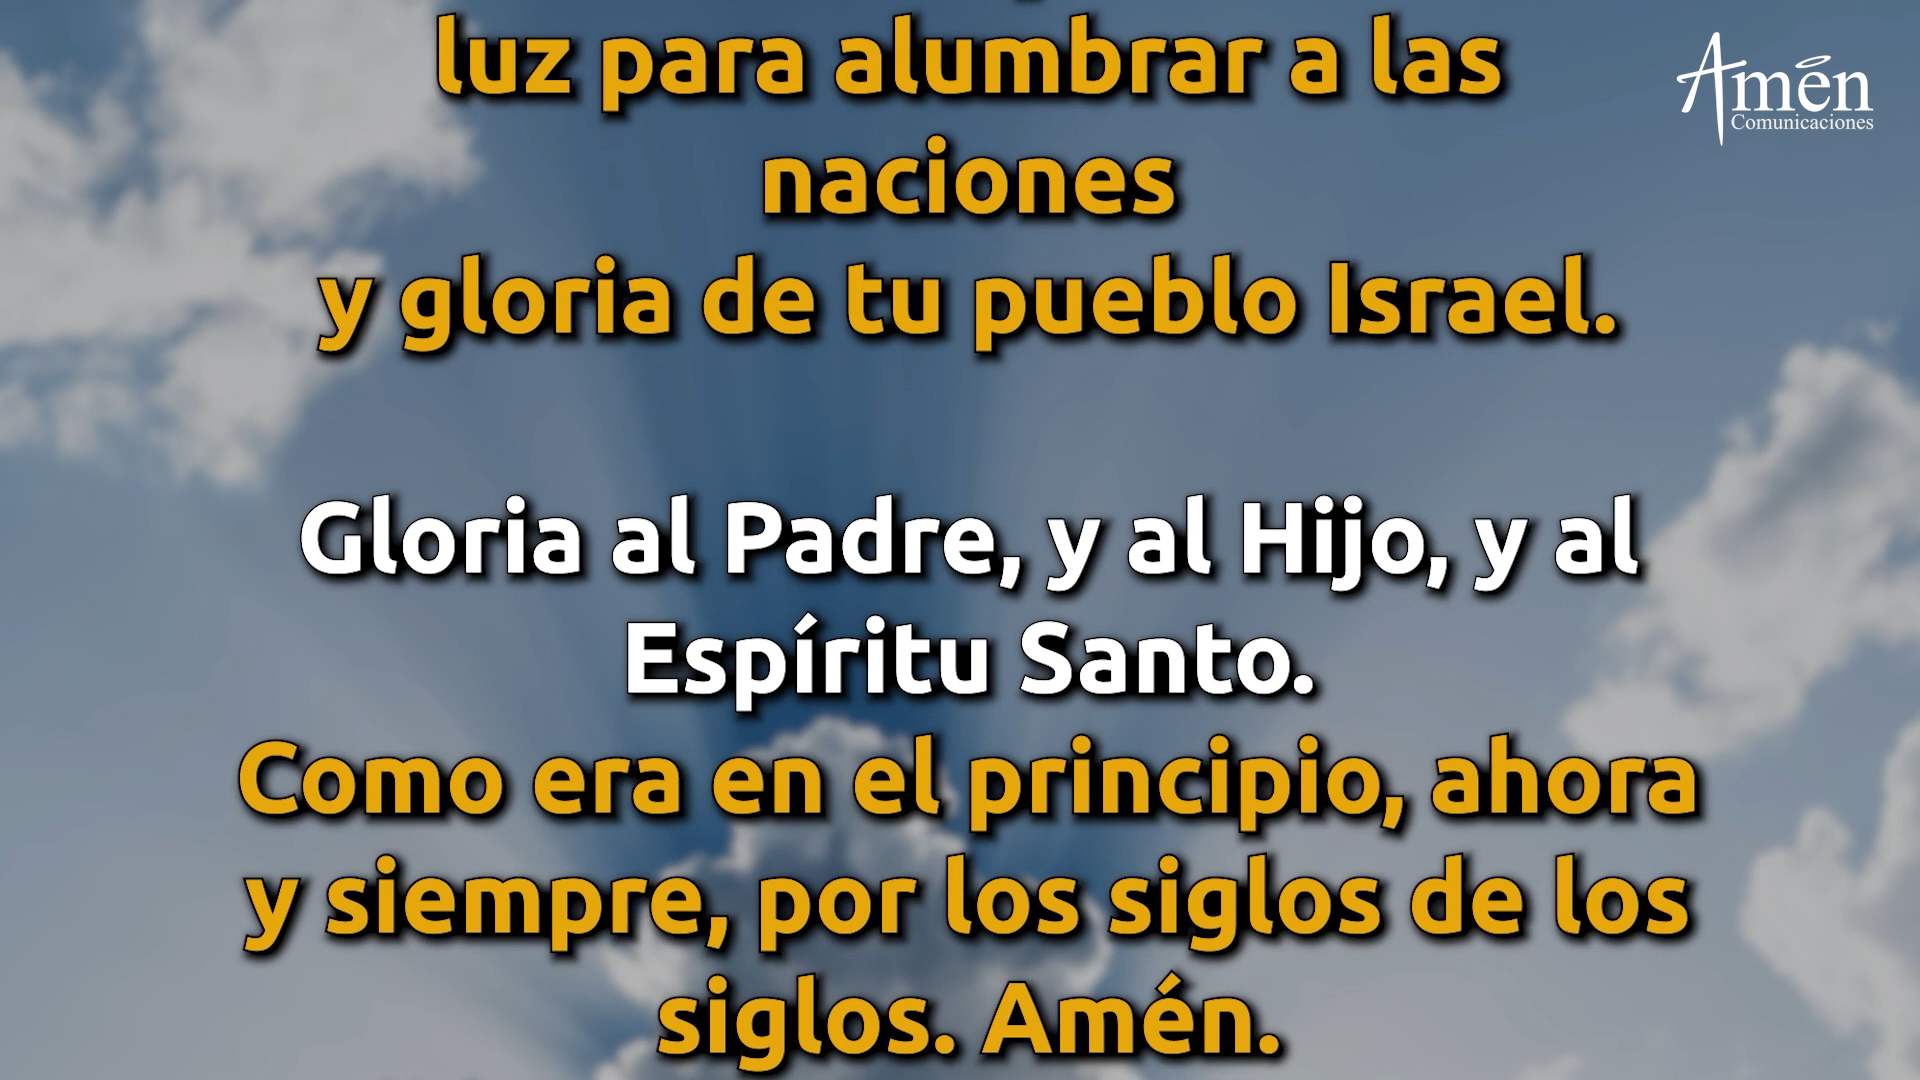 luz para alumbrar a las
naciones
y gloria de tu pueblo Israel.
Gloria al Padre, y al Hijo, y al
Espíritu Santo.
Como era en el principio, ahora
y siempre, por los siglos de los
siglos. Amén.
Amén
Comunicaciones